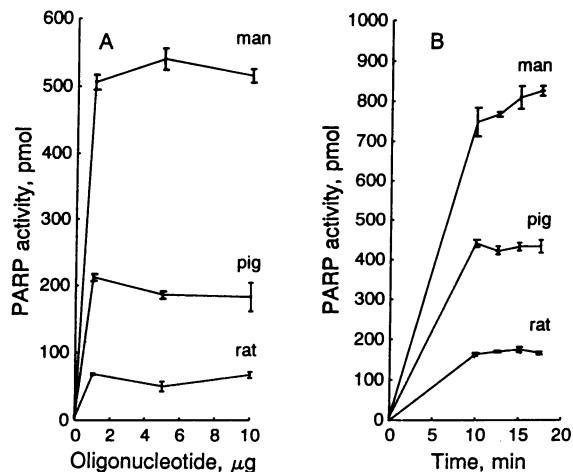 A
PARP activity, pmol
600
500
400
300
200
100
0
man
pig
rat
0 2 4 6 8 10
Oligonucleotide, μg
B
PARP activity, pmol
1000
900
800
700
600
500
400
300
200
100
0
man
pig
rat
0 5 10 15 20
Time, min